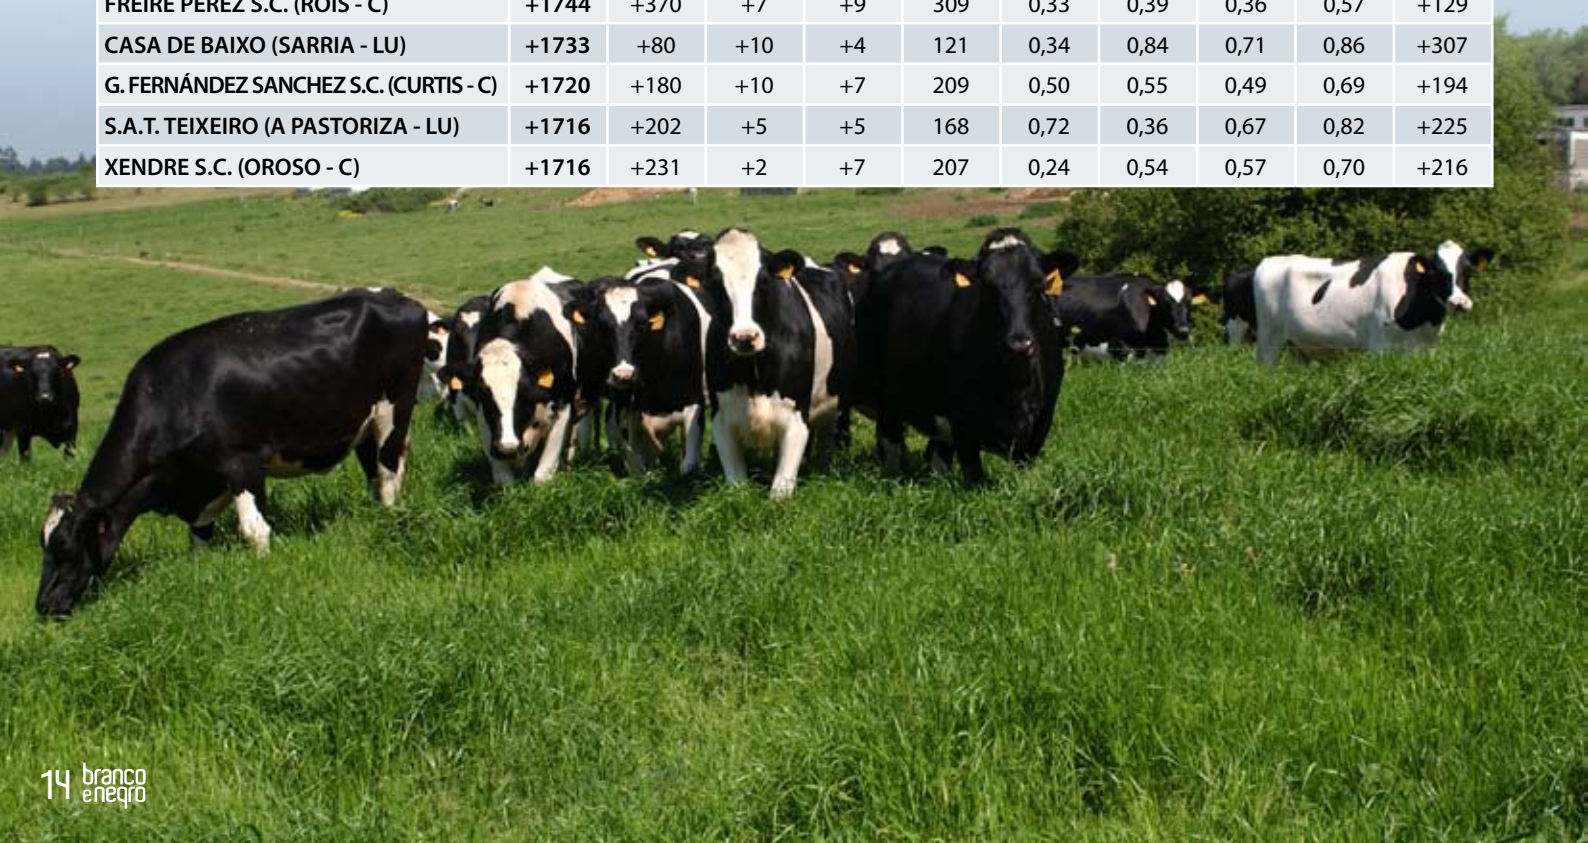 FREIRE PEREZ S.C. (ROIS - C) +1744 +370 +7 +9 309 0,33 0,39 0,36 0,57 +129
CASA DE BAIXO (SARRIA - LU) +1733 +80 +10 +4 121 0,34 0,84 0,71 0,86 +307
G. FERNÁNDEZ SANCHEZ S.C. (CURTIS - C) +1720 +180 +10 +7 209 0,50 0,55 0,49 0,69 +194
S.A.T. TEIXEIRO (A PASTORIZA - LU) +1716 +202 +5 +5 168 0,72 0,36 0,67 0,82 +225
XENDRE S.C. (OROSO - C) +1716 +231 +2 +7 207 0,24 0,54 0,57 0,70 +216
14 branco
e negro